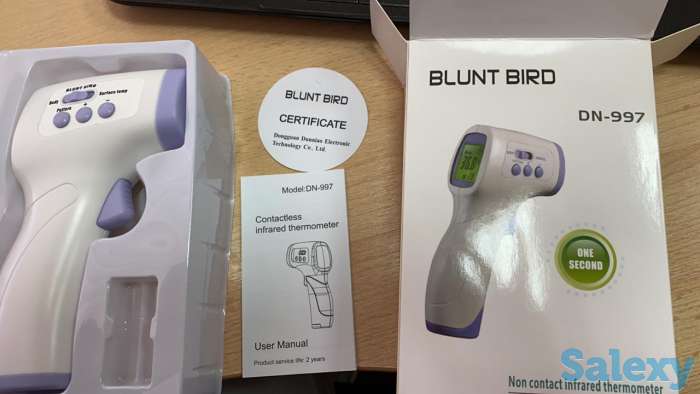 BLUNT BIRD
Body
Surface temp
Pattern + -
BLUNT BIRD
CERTIFICATE
Dongguan Dunniao Electronic
Technology Co., Ltd.
Model:DN-997
Contactless
infrared thermometer
User Manual
Product service life: 2 years
BLUNT BIRD
DN-997
ONE
SECOND
Non contact infrared thermometer
Salexy